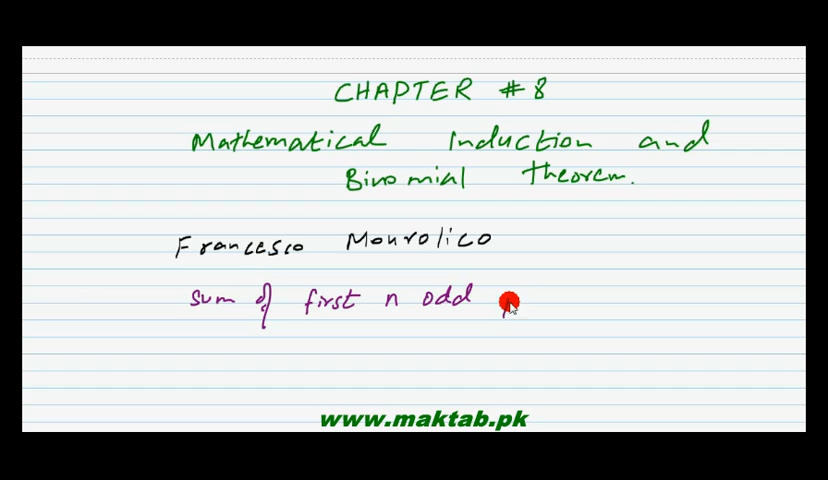 CHAPTER # 8
Mathematical Induction and
Binomial theorem.
Francesco Mourolico
sum of first n odd
www.maktab.pk